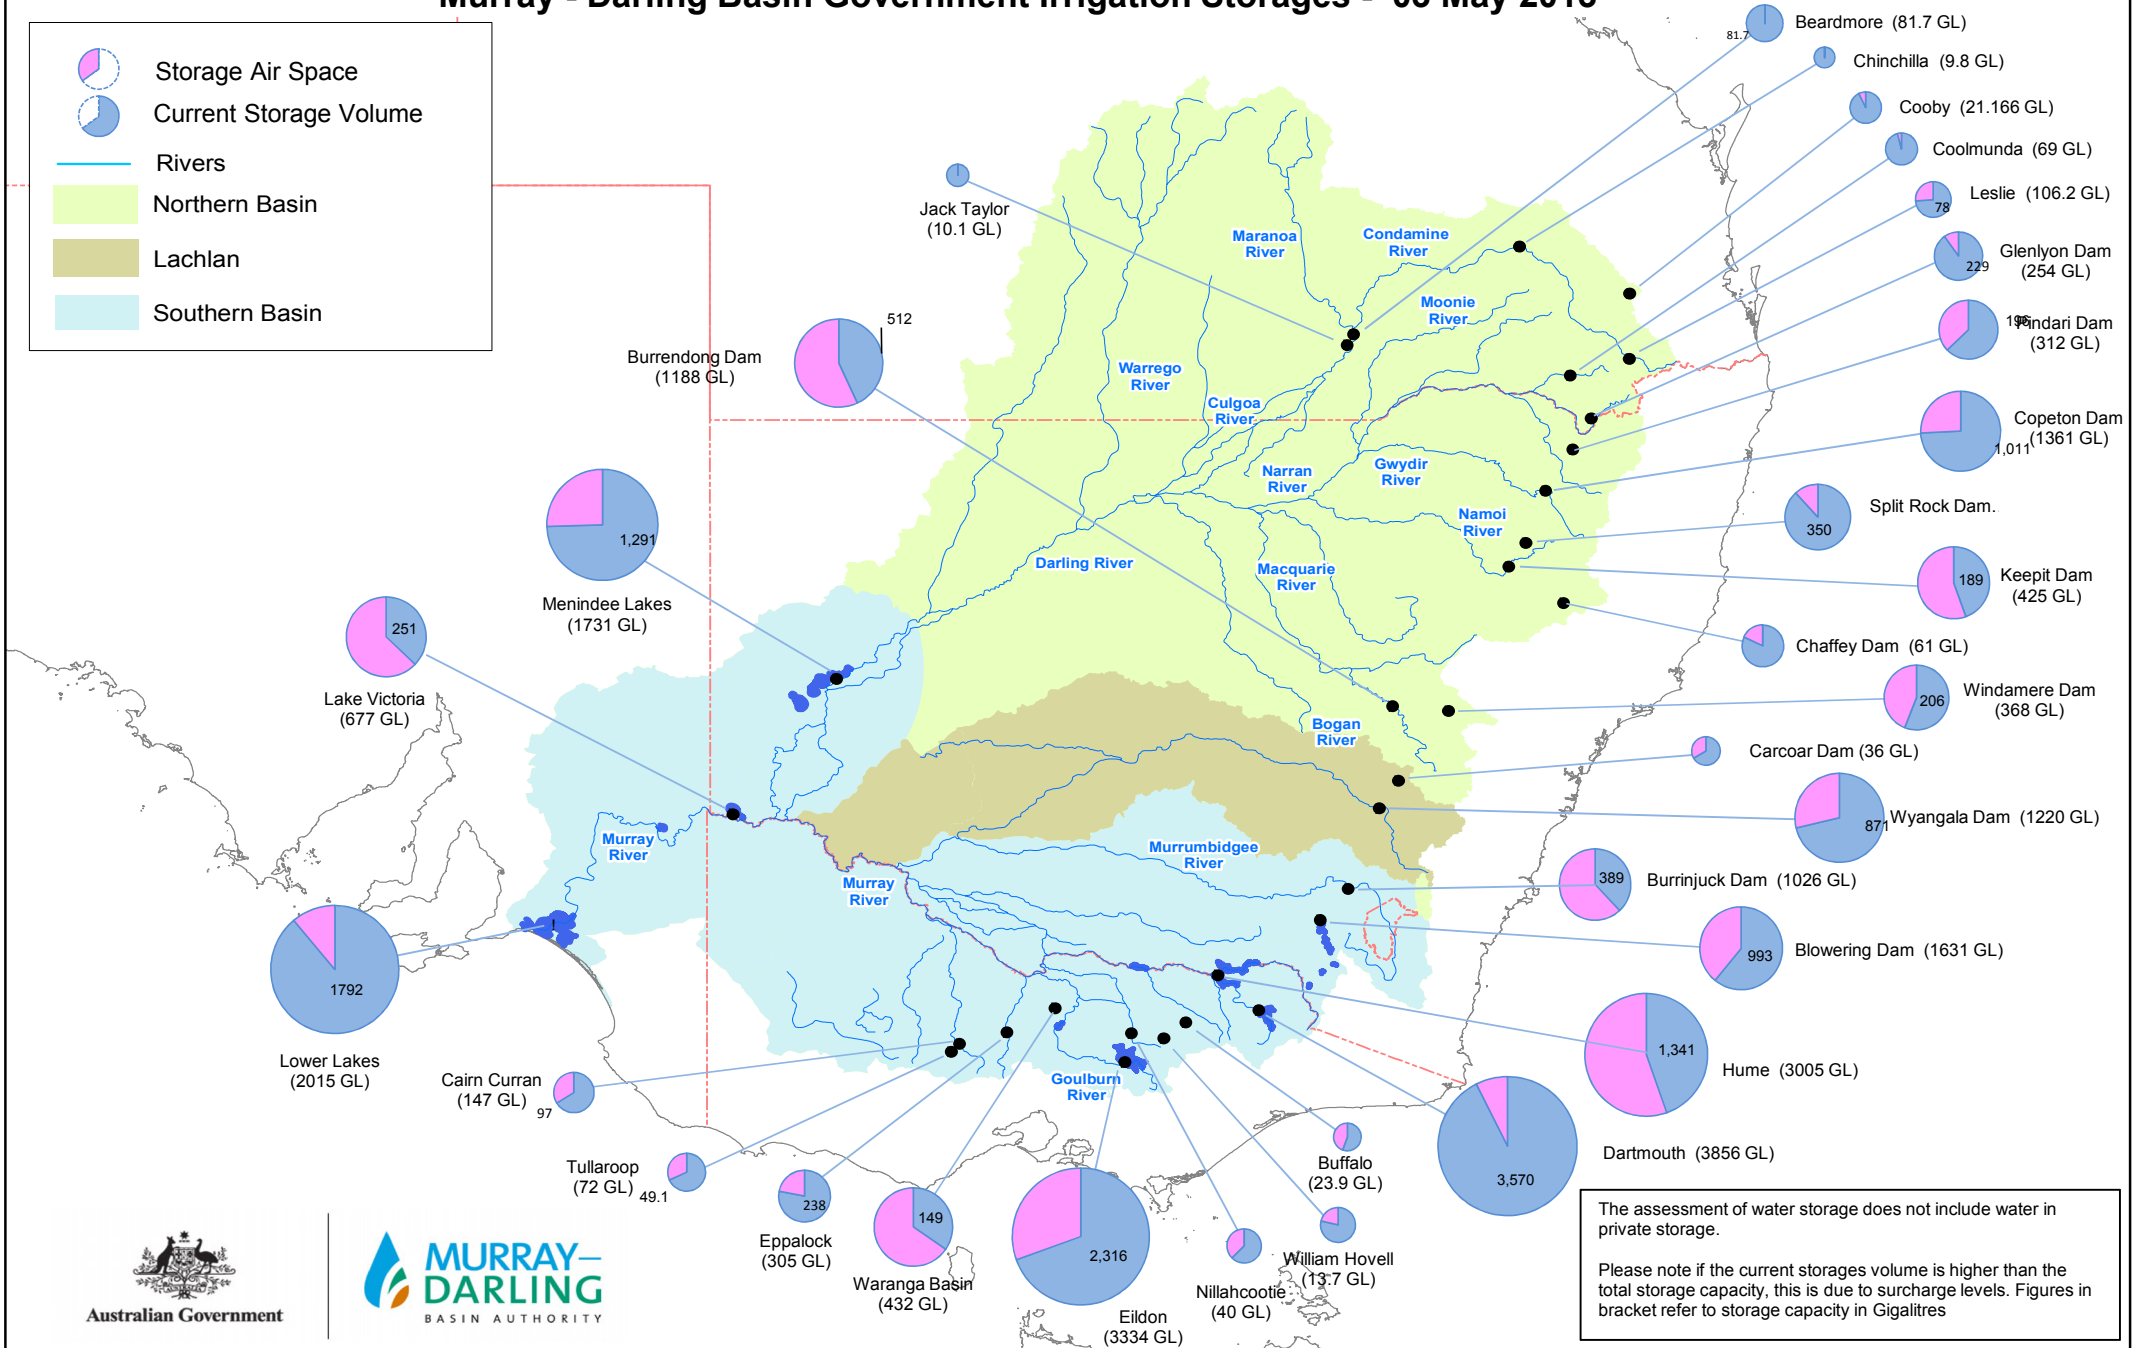 Storage Air Space
Current Storage Volume
Rivers
Northern Basin
Lachlan
Southern Basin
Beardmore (81.7 GL)
81.7
Chinchilla (9.8 GL)
Cooby (21.166 GL)
Coolmunda (69 GL)
Leslie (106.2 GL)
78
Glenlyon Dam
(254 GL)
229
Pindari Dam
(312 GL)
Copeton Dam
(1361 GL)
1,011
Split Rock Dam.
350
Keepit Dam
(425 GL)
189
Chaffey Dam (61 GL)
Windamere Dam
(368 GL)
206
Carcoar Dam (36 GL)
Wyangala Dam (1220 GL)
871
Burrinjuck Dam (1026 GL)
389
Blowering Dam (1631 GL)
993
Hume (3005 GL)
1,341
Dartmouth (3856 GL)
3,570
Jack Taylor
(10.1 GL)
Burrendong Dam
(1188 GL)
512
Menindee Lakes
(1731 GL)
1,291
Lake Victoria
(677 GL)
251
Lower Lakes
(2015 GL)
1792
Cairn Curran
(147 GL)
97
Tullaroop
(72 GL)
49.1
Eppalock
(305 GL)
238
Waranga Basin
(432 GL)
149
Eildon
(3334 GL)
2,316
Nillahcootie
(40 GL)
William Hovell
(13.7 GL)
Buffalo
(23.9 GL)
Maranoa
River
Condamine
River
Moonie
River
Warrego
River
Culgoa
River
Narran
River
Gwydir
River
Namoi
River
Darling River
Macquarie
River
Bogan
River
Murray
River
Murray
River
Murrumbidgee
River
Goulburn
River
The assessment of water storage does not include water in
private storage.
Please note if the current storages volume is higher than the
total storage capacity, this is due to surcharge levels. Figures in
bracket refer to storage capacity in Gigalitres
Australian Government
MURRAY–
DARLING
BASIN AUTHORITY